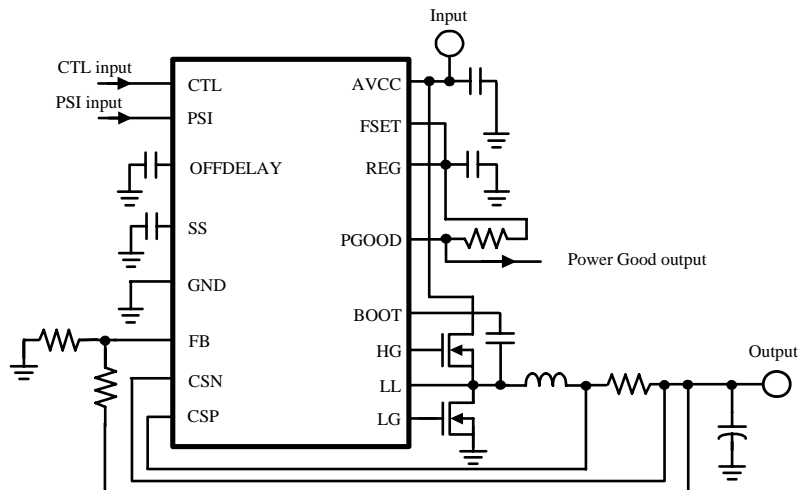 Input
CTL input
CTL
AVCC
PSI input
PSI
FSET
OFFDELAY
REG
SS
PGOOD
Power Good output
GND
BOOT
FB
HG
Output
CSN
LL
CSP
LG